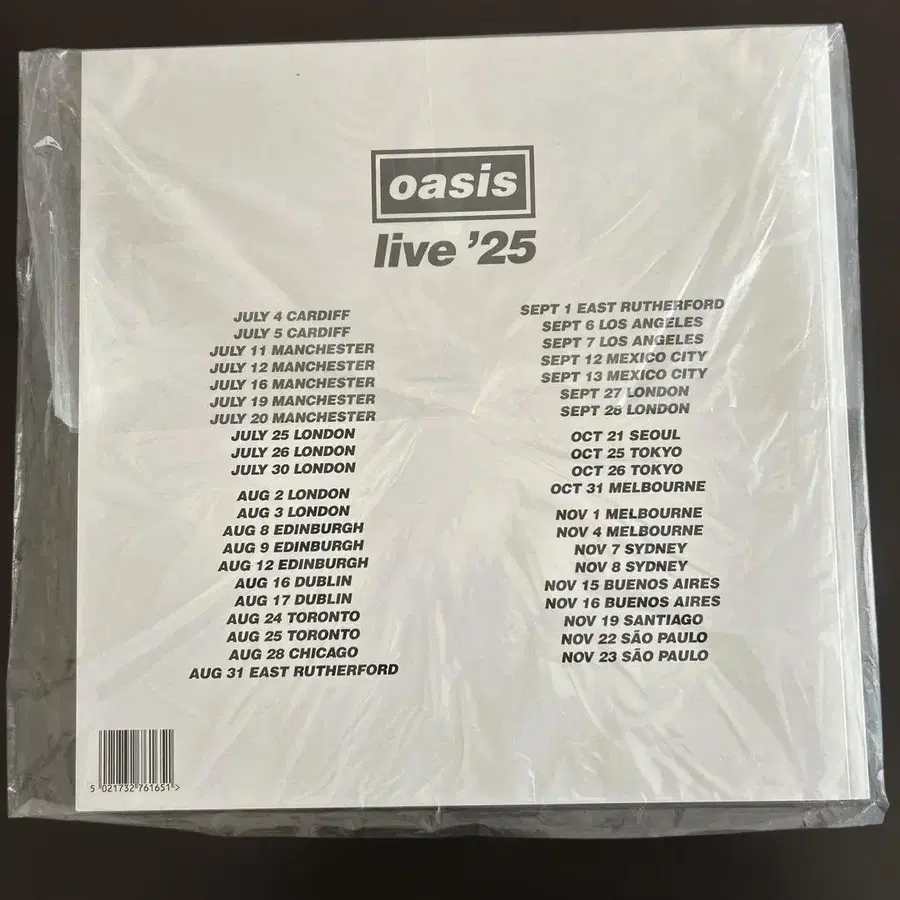 oasis
live ’25
JULY 4 CARDIFF
JULY 5 CARDIFF
JULY 11 MANCHESTER
JULY 12 MANCHESTER
JULY 16 MANCHESTER
JULY 19 MANCHESTER
JULY 20 MANCHESTER
JULY 25 LONDON
JULY 26 LONDON
JULY 30 LONDON
AUG 2 LONDON
AUG 3 LONDON
AUG 8 EDINBURGH
AUG 9 EDINBURGH
AUG 12 EDINBURGH
AUG 16 DUBLIN
AUG 17 DUBLIN
AUG 24 TORONTO
AUG 25 TORONTO
AUG 28 CHICAGO
AUG 31 EAST RUTHERFORD
SEPT 1 EAST RUTHERFORD
SEPT 6 LOS ANGELES
SEPT 7 LOS ANGELES
SEPT 12 MEXICO CITY
SEPT 13 MEXICO CITY
SEPT 27 LONDON
SEPT 28 LONDON
OCT 21 SEOUL
OCT 25 TOKYO
OCT 26 TOKYO
OCT 31 MELBOURNE
NOV 1 MELBOURNE
NOV 4 MELBOURNE
NOV 7 SYDNEY
NOV 8 SYDNEY
NOV 15 BUENOS AIRES
NOV 16 BUENOS AIRES
NOV 19 SANTIAGO
NOV 22 SÃO PAULO
NOV 23 SÃO PAULO
5 021732 761651 >